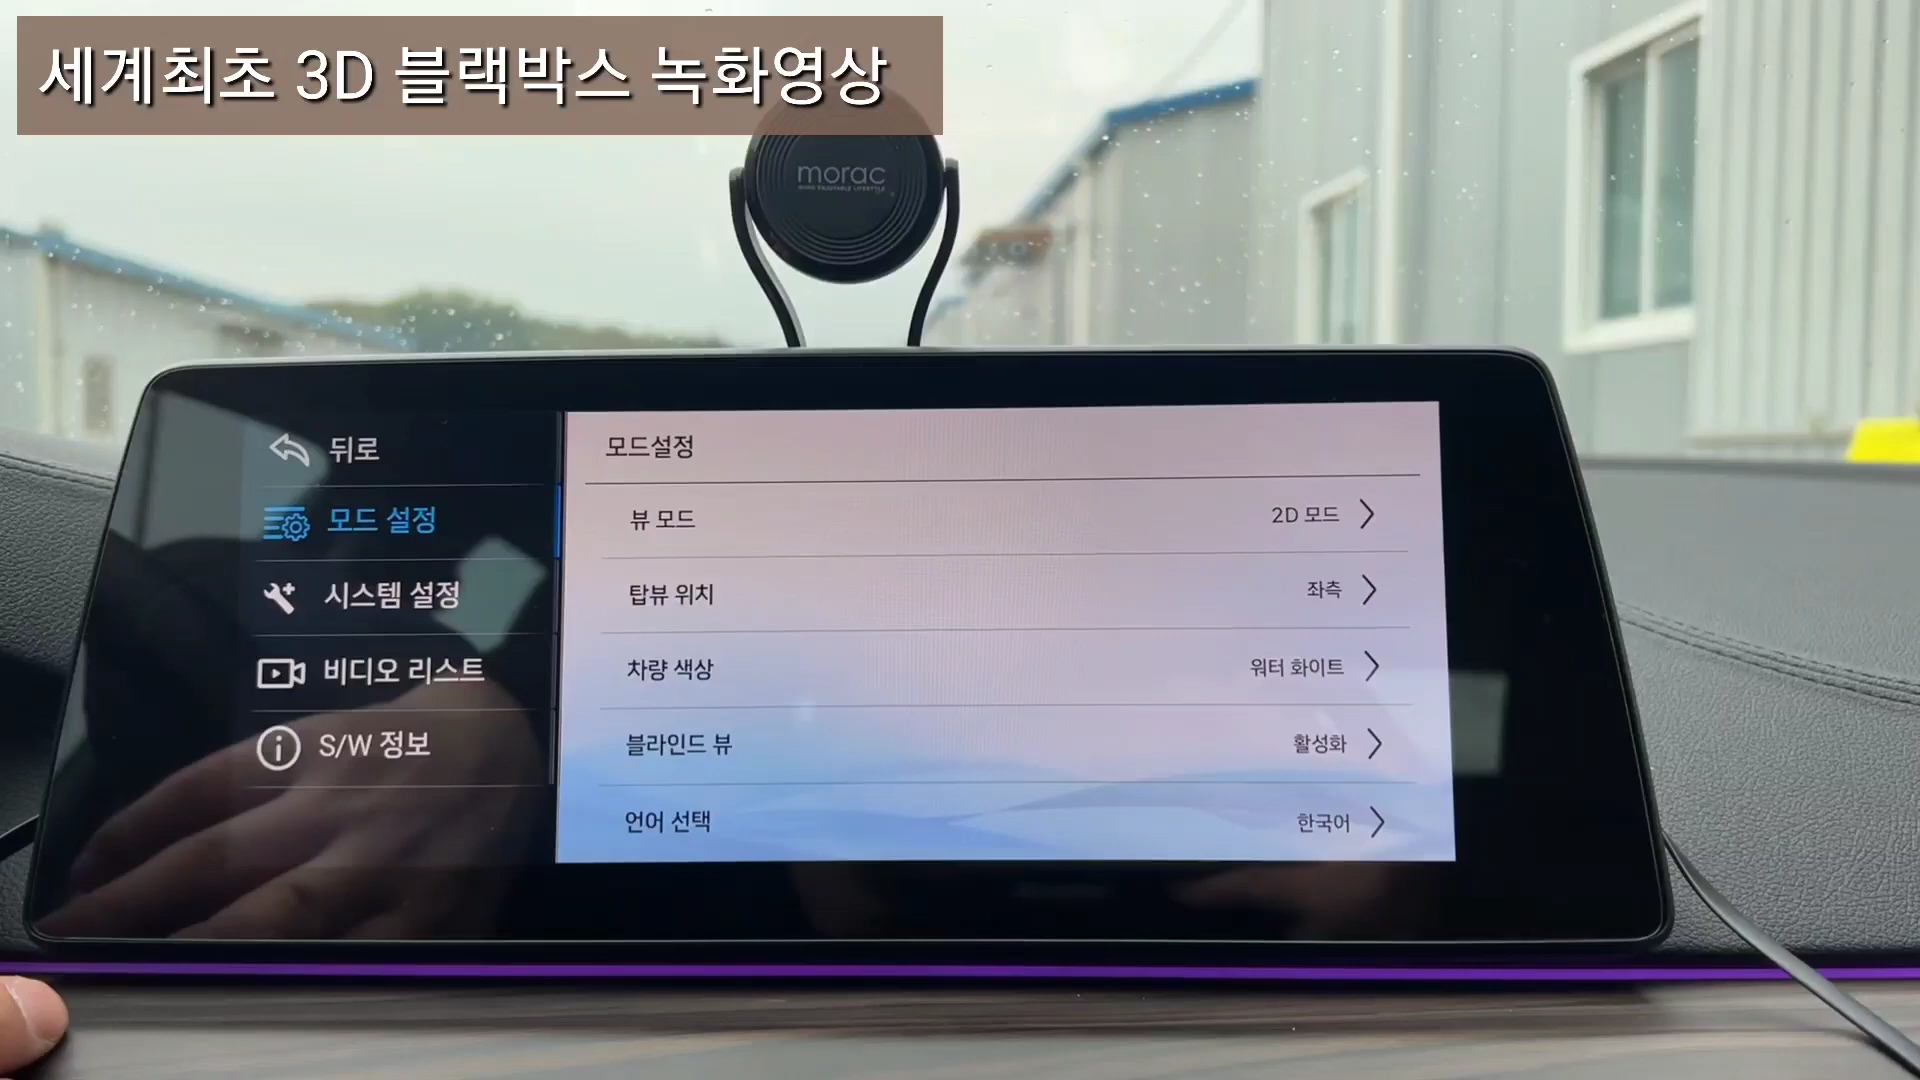 세계최초 3D 블랙박스 녹화영상
morac
뒤로
모드 설정
시스템 설정
비디오 리스트
S/W 정보
모드설정
뷰 모드 2D 모드
탑뷰 위치 좌측
차량 색상 워터 화이트
블라인드 뷰 활성화
언어 선택 한국어